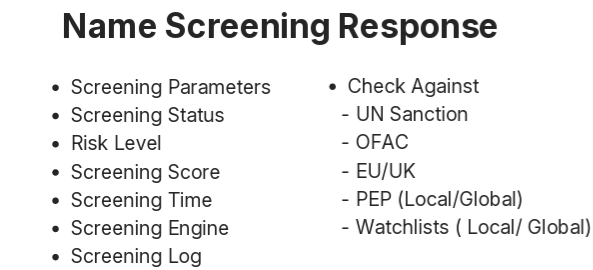 Name Screening Response
• Screening Parameters
• Screening Status
• Risk Level
• Screening Score
• Screening Time
• Screening Engine
• Screening Log
• Check Against
- UN Sanction
- OFAC
- EU/UK
- PEP (Local/Global)
- Watchlists ( Local/ Global)